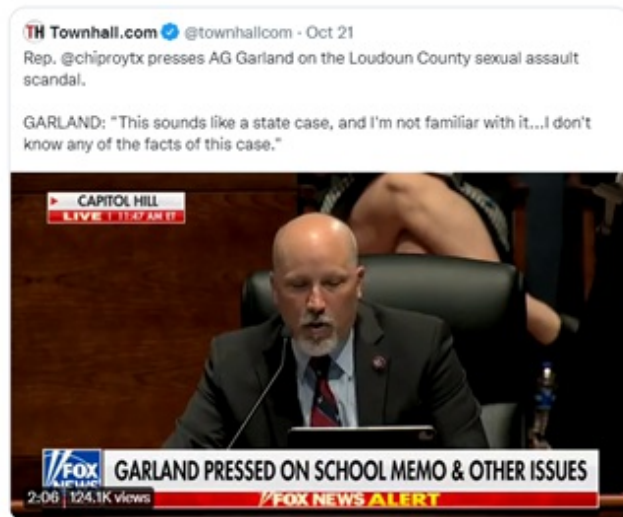 TH Townhall.com @townhallcom · Oct 21
Rep. @chiproytx presses AG Garland on the Loudoun County sexual assault
scandal.
GARLAND: "This sounds like a state case, and I'm not familiar with it...I don't
know any of the facts of this case."
CAPITOL HILL
LIVE | 11:47 AM ET
FOX
NEWS
GARLAND PRESSED ON SCHOOL MEMO & OTHER ISSUES
2:06 124.1K views
FOX NEWS ALERT